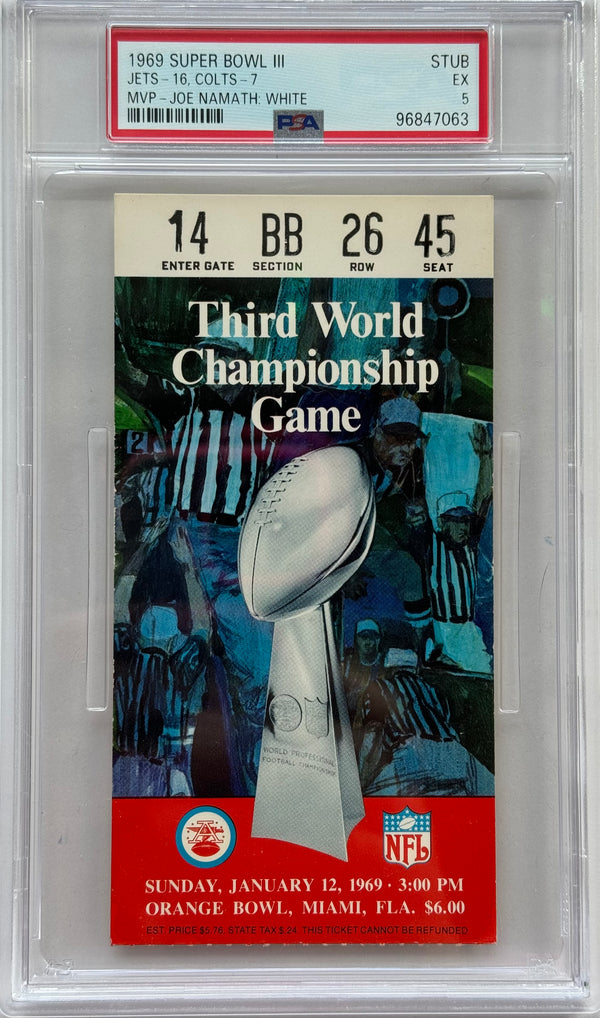 1969 SUPER BOWL III STUB
JETS - 16, COLTS - 7 EX
MVP - JOE NAMATH: WHITE 5
PSA 96847063
14 BB 26 45
ENTER GATE SECTION ROW SEAT
Third World
Championship
Game
2
WORLD PROFESSIONAL
FOOTBALL CHAMPIONSHIP
A
NFL
SUNDAY, JANUARY 12, 1969 · 3:00 PM
ORANGE BOWL, MIAMI, FLA. $6.00
EST. PRICE $5.76 STATE TAX $.24 THIS TICKET CANNOT BE REFUNDED